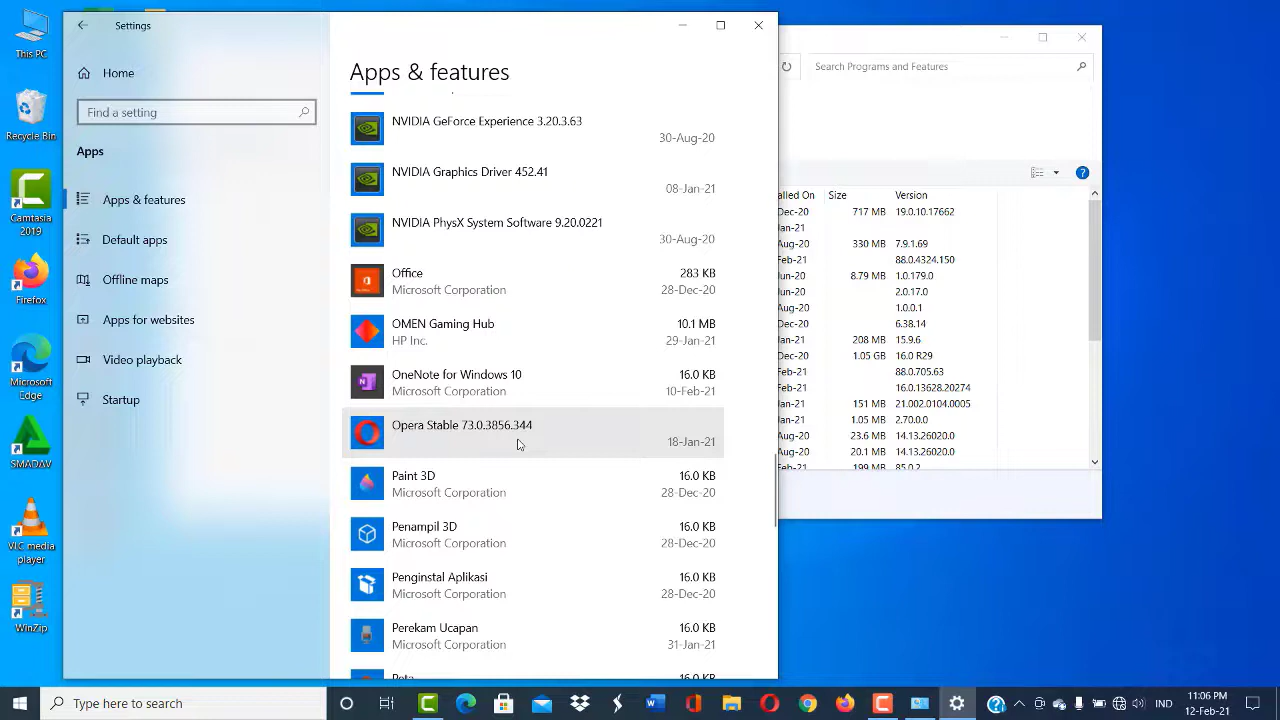 This PC
Recycle Bin
Camtasia
2019
Firefox
Microsoft
Edge
SMADAV
VLC media
player
WinZip
Settings
Home
Find a setting
Apps
Apps & features
Default apps
Offline maps
Apps for websites
Video playback
Startup
Apps & features
NVIDIA GeForce Experience 3.20.3.63
30-Aug-20
NVIDIA Graphics Driver 452.41
08-Jan-21
NVIDIA PhysX System Software 9.20.0221
30-Aug-20
Office 283 KB
Microsoft Corporation 28-Dec-20
OMEN Gaming Hub 10.1 MB
HP Inc. 29-Jan-21
OneNote for Windows 10 16.0 KB
Microsoft Corporation 10-Feb-21
Opera Stable 73.0.3856.344
18-Jan-21
Paint 3D 16.0 KB
Microsoft Corporation 28-Dec-20
Penampil 3D 16.0 KB
Microsoft Corporation 28-Dec-20
Penginstal Aplikasi 16.0 KB
Microsoft Corporation 28-Dec-20
Perekam Ucapan 16.0 KB
Microsoft Corporation 31-Jan-21
Search Programs and Features
alled On Size Version
Dec-20 717 MB 19.0.10.17662
Jan-21
Aug-20 330 MB 7.9.1.69
Feb-21 88.0.4324.150
Jun-20 8.79 MB 1.0.179.0
Jun-20 2.0.17.0
Aug-20 1.0.0.1
Dec-20 6.38.14
Jan-21 208 MB 15.9.6
Dec-20 1.05 GB 16.0 R29
Feb-21 88.0.705.63
Feb-21 16.0.13628.20274
Jan-21 151 MB 21.002.0104.0005
Jan-21 1.05 MB 2.70.0.0
Aug-20 23.6 MB 14.13.26020.0
Dec-20 20.1 MB 14.13.26020.0
Feb-21 199 MB 85.0.2
Type here to search
IND
11:06 PM
12-Feb-21